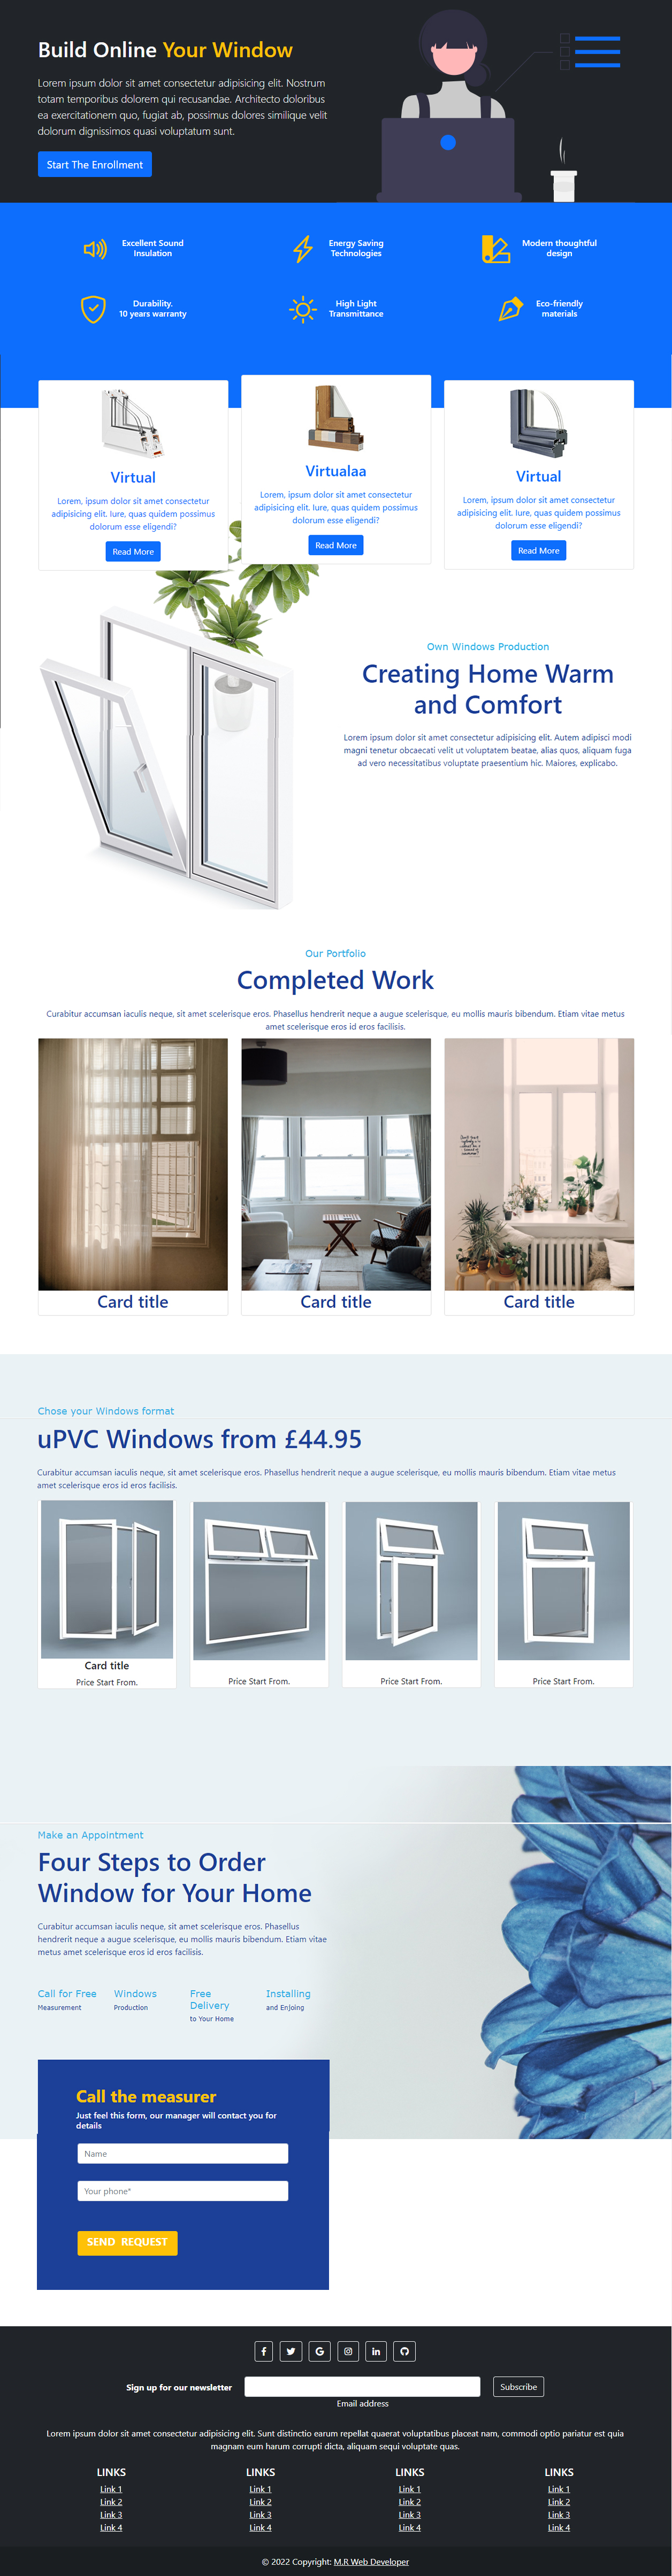 Build Online Your Window
Lorem ipsum dolor sit amet consectetur adipisicing elit. Nostrum
totam temporibus dolorem qui recusandae. Architecto doloribus
ea exercitationem quo, fugiat ab, possimus dolores similique velit
dolorum dignissimos quasi voluptatum sunt.
Start The Enrollment
Excellent Sound
Insulation
Energy Saving
Technologies
Modern thoughtful
design
Durability.
10 years warranty
High Light
Transmittance
Eco-friendly
materials
Virtual
Lorem, ipsum dolor sit amet consectetur
adipisicing elit. Iure, quas quidem possimus
dolorum esse eligendi?
Read More
Virtualaa
Lorem, ipsum dolor sit amet consectetur
adipisicing elit. Iure, quas quidem possimus
dolorum esse eligendi?
Read More
Virtual
Lorem, ipsum dolor sit amet consectetur
adipisicing elit. Iure, quas quidem possimus
dolorum esse eligendi?
Read More
Own Windows Production
Creating Home Warm
and Comfort
Lorem ipsum dolor sit amet consectetur adipisicing elit. Autem adipisci modi
magni tenetur obcaecati velit ut voluptatem beatae, alias quos, aliquam fuga
ad vero necessitatibus voluptate praesentium hic. Maiores, explicabo.
Our Portfolio
Completed Work
Curabitur accumsan iaculis neque, sit amet scelerisque eros. Phasellus hendrerit neque a augue scelerisque, eu mollis mauris bibendum. Etiam vitae metus
amet scelerisque eros id eros facilisis.
Card title
Card title
Card title
Chose your Windows format
uPVC Windows from £44.95
Curabitur accumsan iaculis neque, sit amet scelerisque eros. Phasellus hendrerit neque a augue scelerisque, eu mollis mauris bibendum. Etiam vitae metus
amet scelerisque eros id eros facilisis.
Card title
Price Start From.
Price Start From.
Price Start From.
Price Start From.
Make an Appointment
Four Steps to Order
Window for Your Home
Curabitur accumsan iaculis neque, sit amet scelerisque eros. Phasellus
hendrerit neque a augue scelerisque, eu mollis mauris bibendum. Etiam vitae
metus amet scelerisque eros id eros facilisis.
Call for Free
Measurement
Windows
Production
Free
Delivery
to Your Home
Installing
and Enjoing
Call the measurer
Just feel this form, our manager will contact you for
details
Name
Your phone*
SEND REQUEST
Sign up for our newsletter
Email address
Subscribe
Lorem ipsum dolor sit amet consectetur adipisicing elit. Sunt distinctio earum repellat quaerat voluptatibus placeat nam, commodi optio pariatur est quia
magnam eum harum corrupti dicta, aliquam sequi voluptate quas.
LINKS
Link 1
Link 2
Link 3
Link 4
LINKS
Link 1
Link 2
Link 3
Link 4
LINKS
Link 1
Link 2
Link 3
Link 4
LINKS
Link 1
Link 2
Link 3
Link 4
© 2022 Copyright: M.R Web Developer